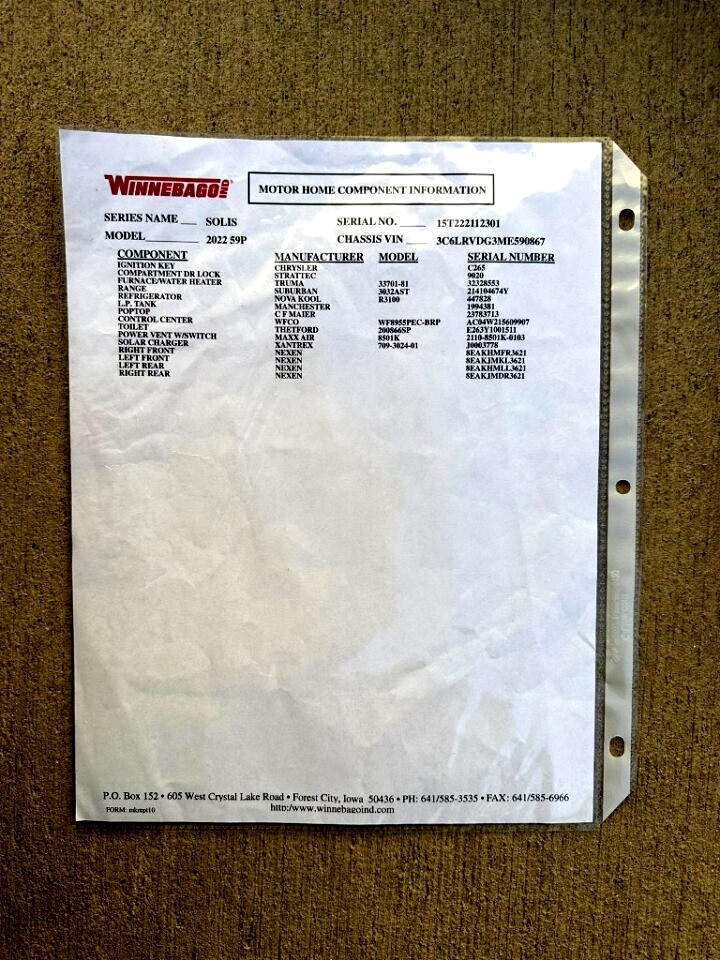 WINNEBAGO IND MOTOR HOME COMPONENT INFORMATION
SERIES NAME __ SOLIS SERIAL NO. ____ 15T222112301
MODEL________ 2022 59P CHASSIS VIN ___ 3C6LRVDG3ME590867
COMPONENT MANUFACTURER MODEL SERIAL NUMBER
IGNITION KEY CHRYSLER C265
COMPARTMENT DR LOCK STRATTEC 9020
FURNACE/WATER HEATER TRUMA 33701-81 32328553
RANGE SUBURBAN 3032AST 214104674Y
REFRIGERATOR NOVA KOOL R3100 447828
L.P. TANK MANCHESTER 1994381
POPTOP C F MAIER 23783713
CONTROL CENTER WFCO WF8955PEC-BRP AC04W215609907
TOILET THETFORD 200866SP E263Y1001511
POWER VENT W/SWITCH MAXX AIR 8501K 2110-8501K-0103
SOLAR CHARGER XANTREX 709-3024-01 J0003778
RIGHT FRONT NEXEN 8EAKHMFR3621
LEFT FRONT NEXEN 8EAKJMKL3621
LEFT REAR NEXEN 8EAKHMLL3621
RIGHT REAR NEXEN 8EAKJMDR3621
P.O. Box 152 • 605 West Crystal Lake Road • Forest City, Iowa 50436 • PH: 641/585-3535 • FAX: 641/585-6966
FORM: mkrept10 http:/www.winnebagoind.com